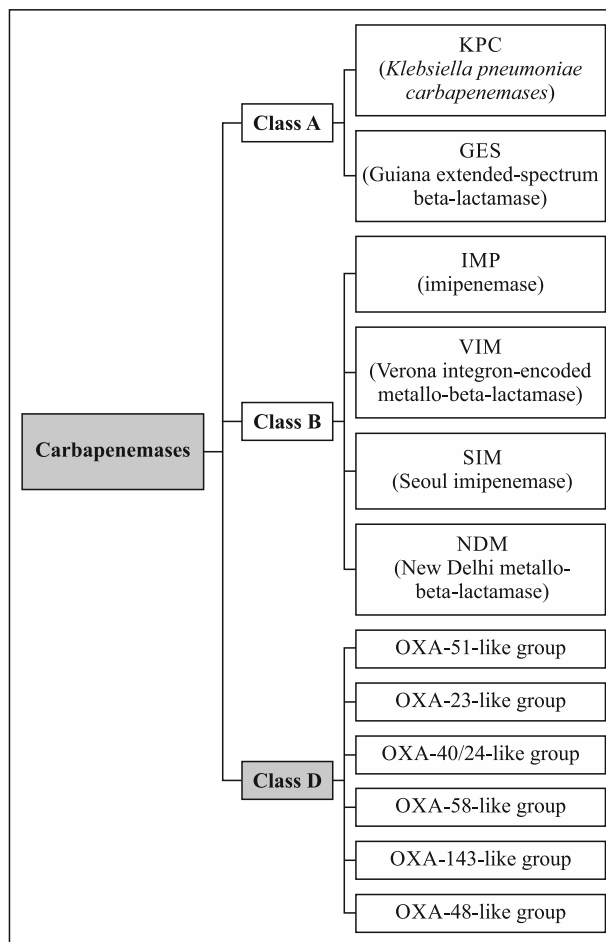 KPC
(Klebsiella pneumoniae
carbapenemases)
Class A
GES
(Guiana extended-spectrum
beta-lactamase)
IMP
(imipenemase)
VIM
(Verona integron-encoded
metallo-beta-lactamase)
Carbapenemases
Class B
SIM
(Seoul imipenemase)
NDM
(New Delhi metallo-
beta-lactamase)
OXA-51-like group
OXA-23-like group
OXA-40/24-like group
Class D
OXA-58-like group
OXA-143-like group
OXA-48-like group